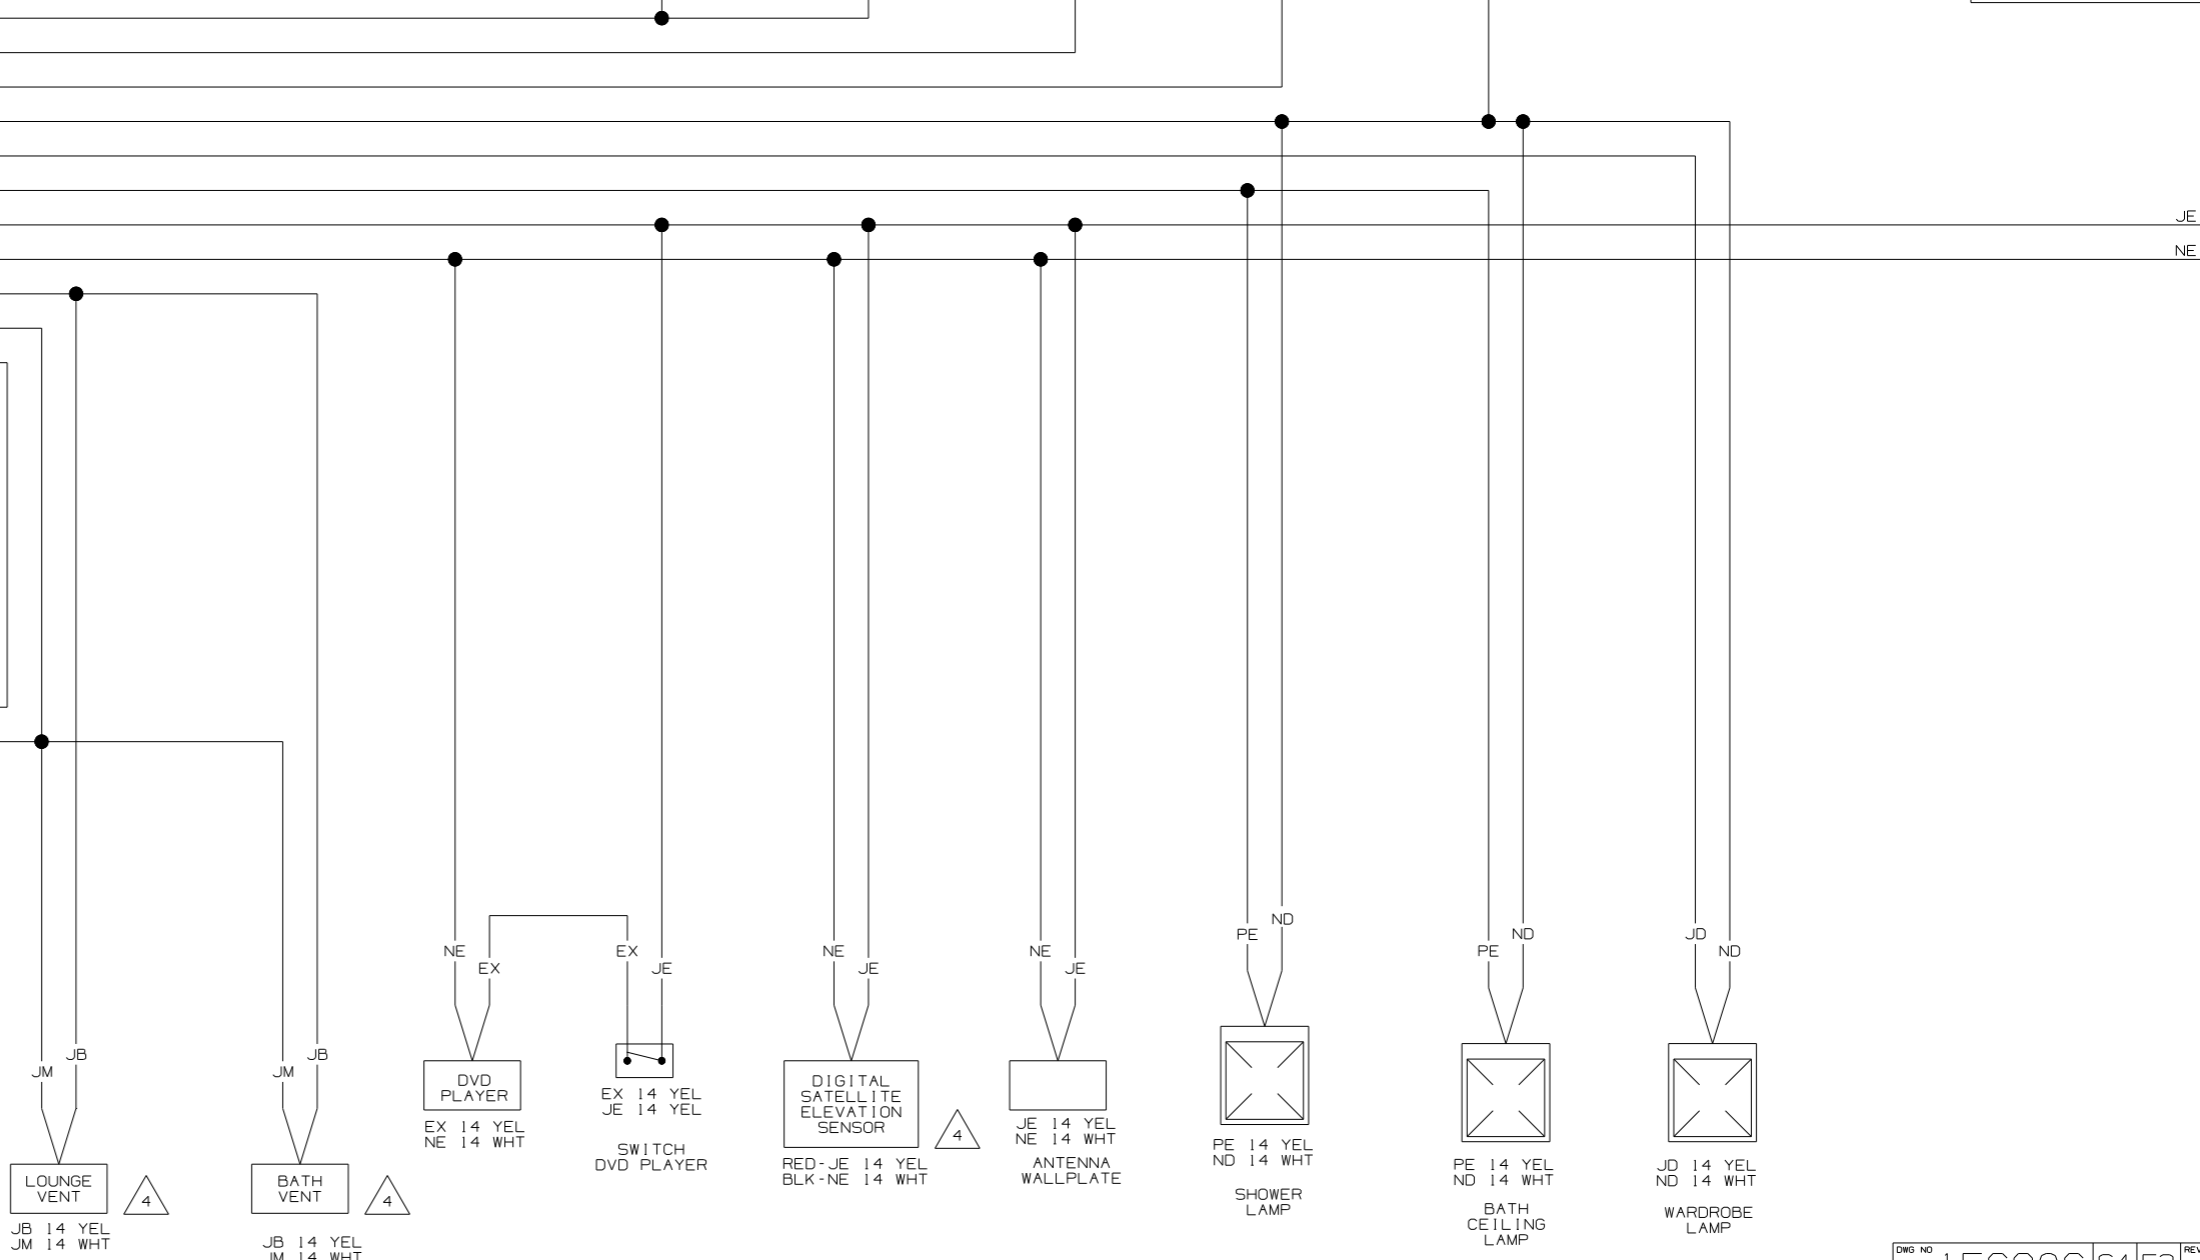 JE
NE
NE
EX
EX
JE
NE
JE
NE
JE
PE
ND
PE
ND
JD
ND
JM
JB
JM
JB
LOUNGE
VENT
4
JB 14 YEL
JM 14 WHT
BATH
VENT
4
JB 14 YEL
JM 14 WHT
DVD
PLAYER
EX 14 YEL
NE 14 WHT
EX 14 YEL
JE 14 YEL
SWITCH
DVD PLAYER
DIGITAL
SATELLITE
ELEVATION
SENSOR
4
RED-JE 14 YEL
BLK-NE 14 WHT
JE 14 YEL
NE 14 WHT
ANTENNA
WALLPLATE
PE 14 YEL
ND 14 WHT
SHOWER
LAMP
PE 14 YEL
ND 14 WHT
BATH
CEILING
LAMP
JD 14 YEL
ND 14 WHT
WARDROBE
LAMP
DWG NO
REV